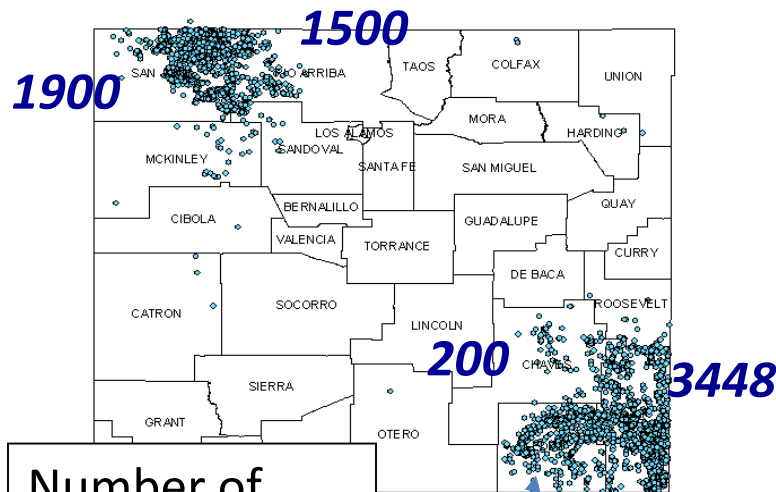 1500
TAOS
COLFAX
SAN
RIO ARRIBA
UNION
1900
MORA
HARDING
LOS ALAMOS
SANDOVAL
MCKINLEY
SANTA FE
SAN MIGUEL
QUAY
BERNALILLO
CIBOLA
GUADALUPE
VALENCIA
TORRANCE
CURRY
DE BACA
SOCORRO
ROOSEVELT
CATRON
LINCOLN
200
CHAVES
3448
SIERRA
GRANT
OTERO
Number of